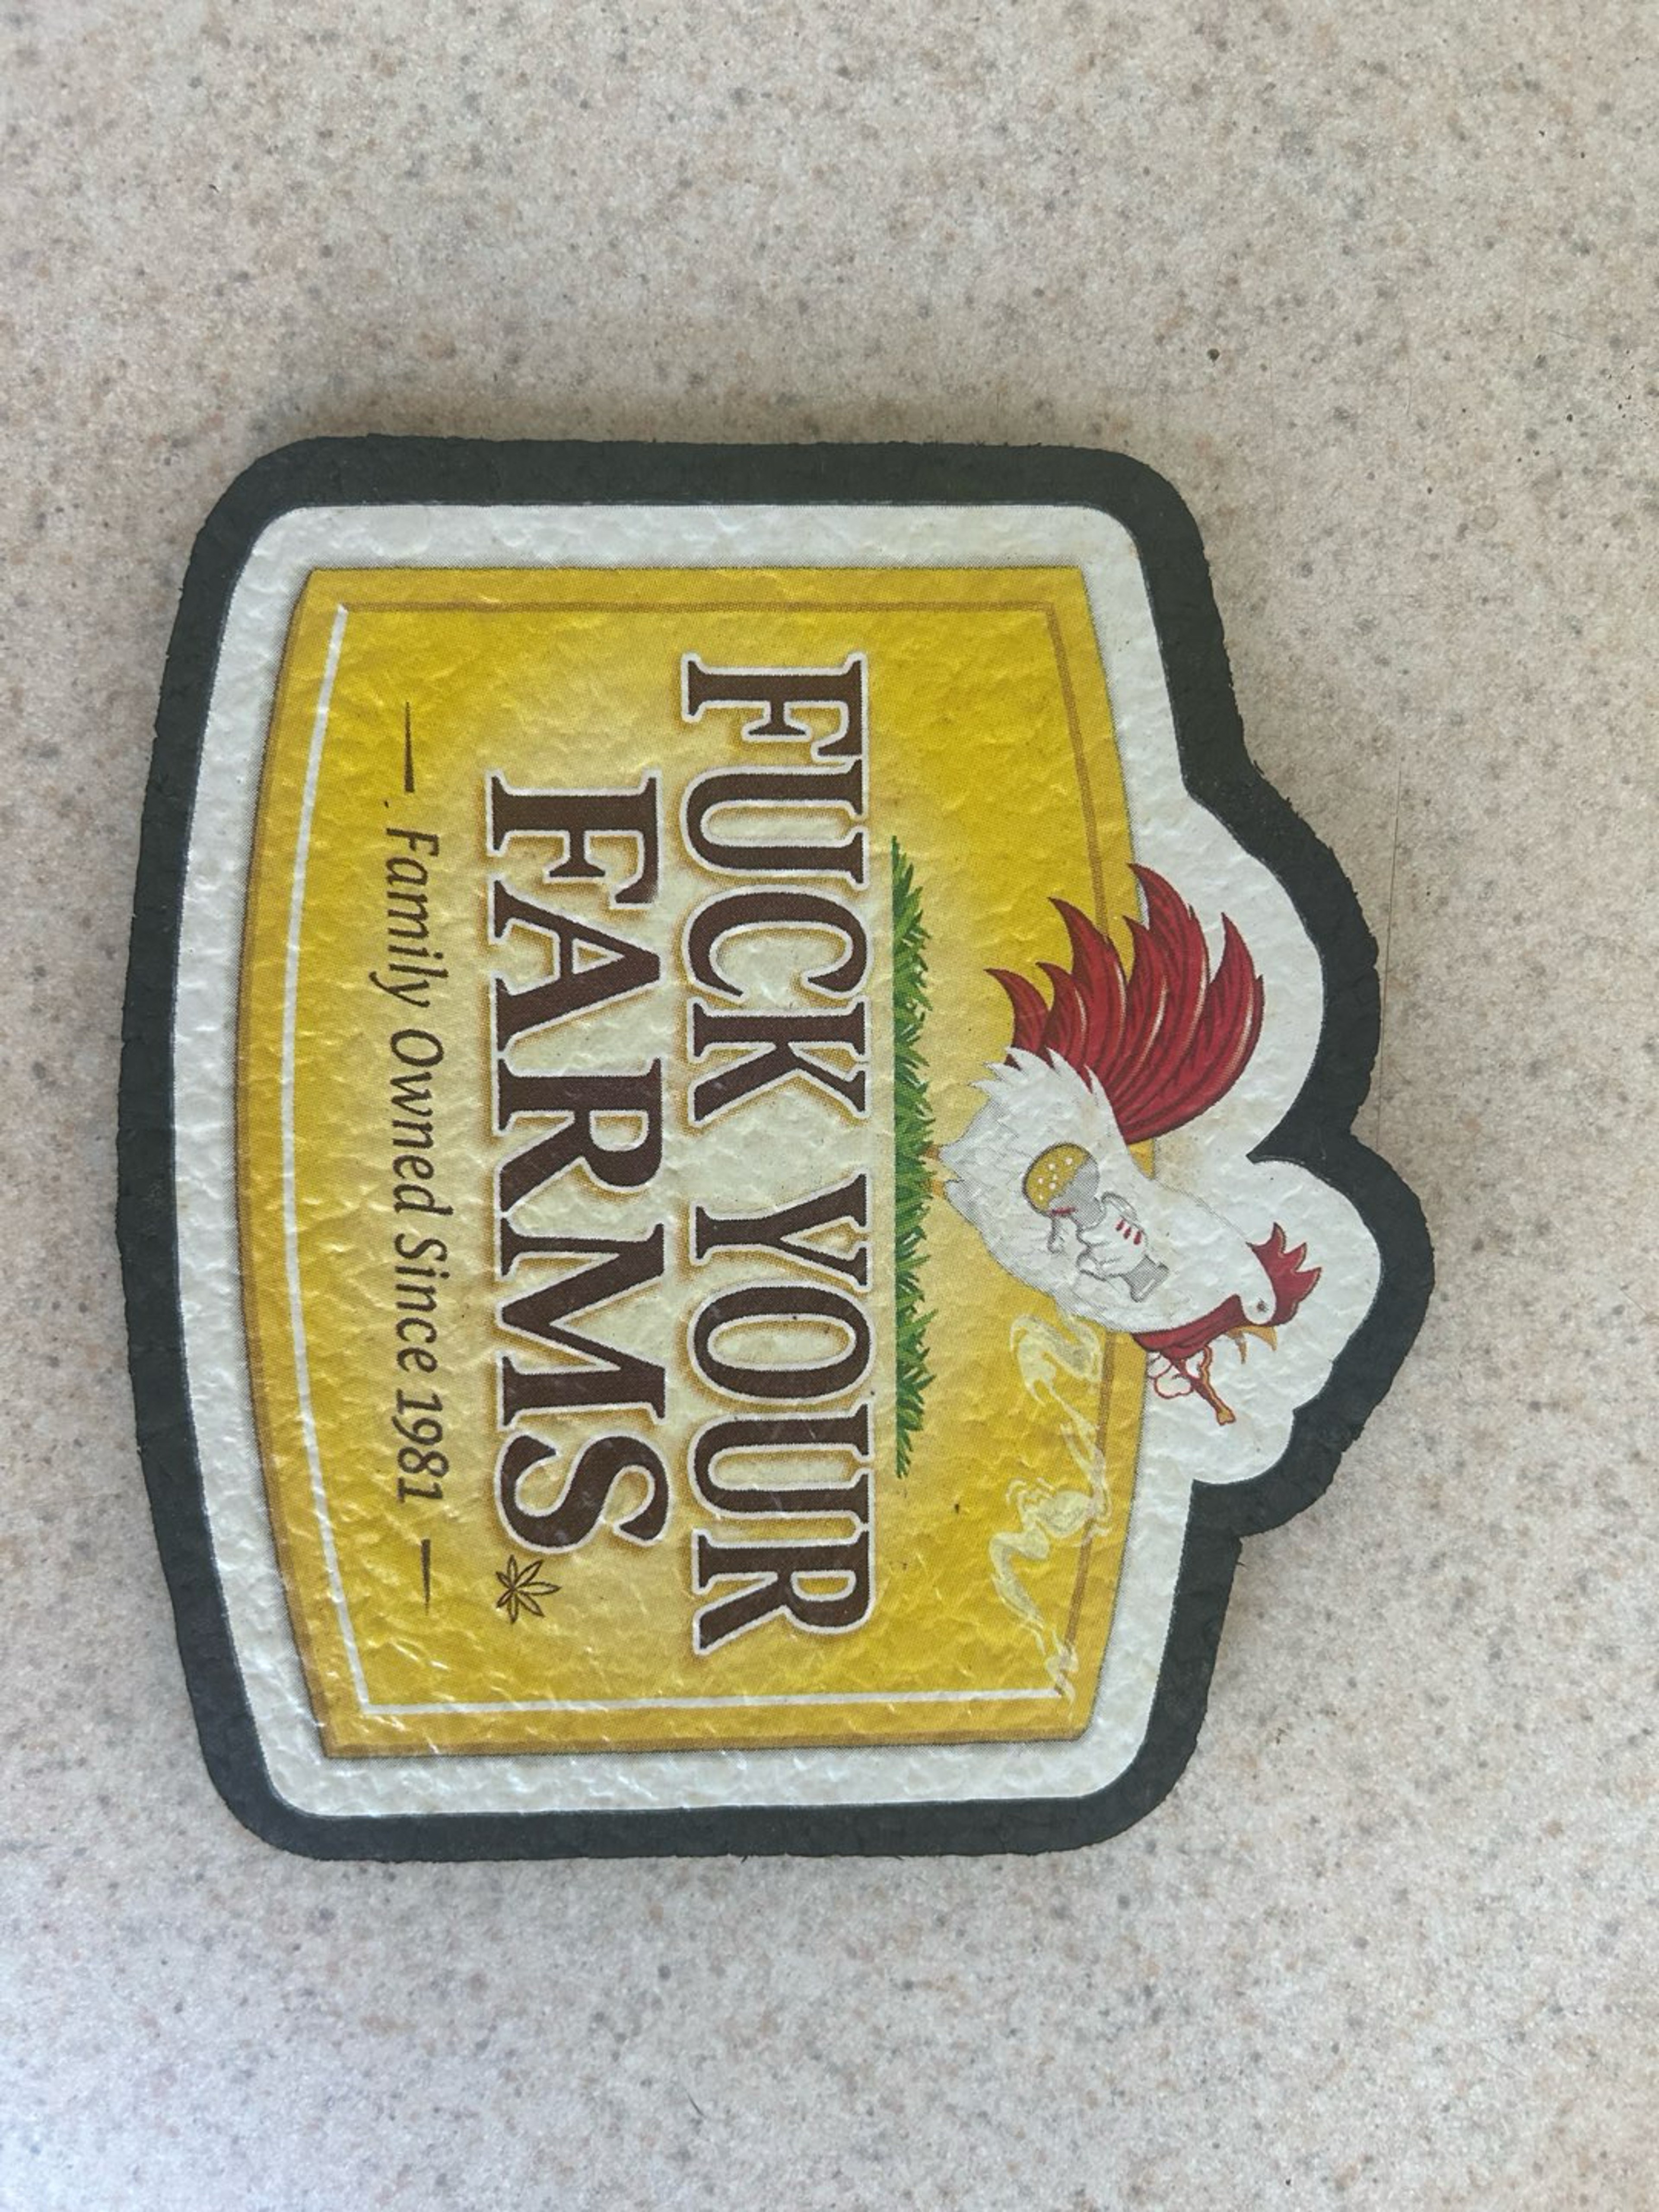 FUCK YOUR
FARMS
— Family Owned Since 1981 —